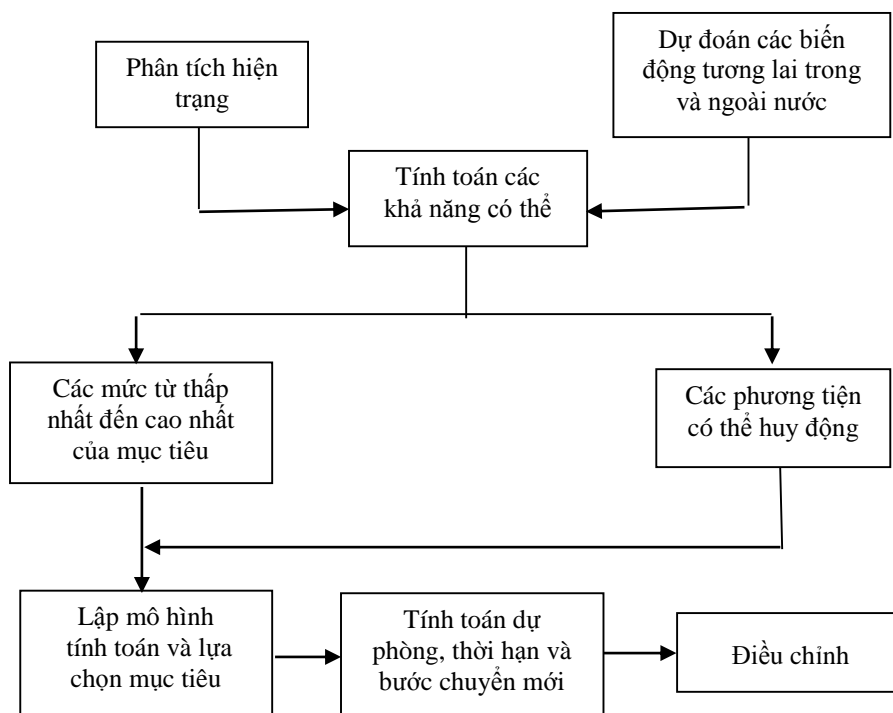 Phân tích hiện
trạng
Dự đoán các biến
động tương lai trong
và ngoài nước
Tính toán các
khả năng có thể
Các mức từ thấp
nhất đến cao nhất
của mục tiêu
Các phương tiện
có thể huy động
Lập mô hình
tính toán và lựa
chọn mục tiêu
Tính toán dự
phòng, thời hạn và
bước chuyển mới
Điều chỉnh